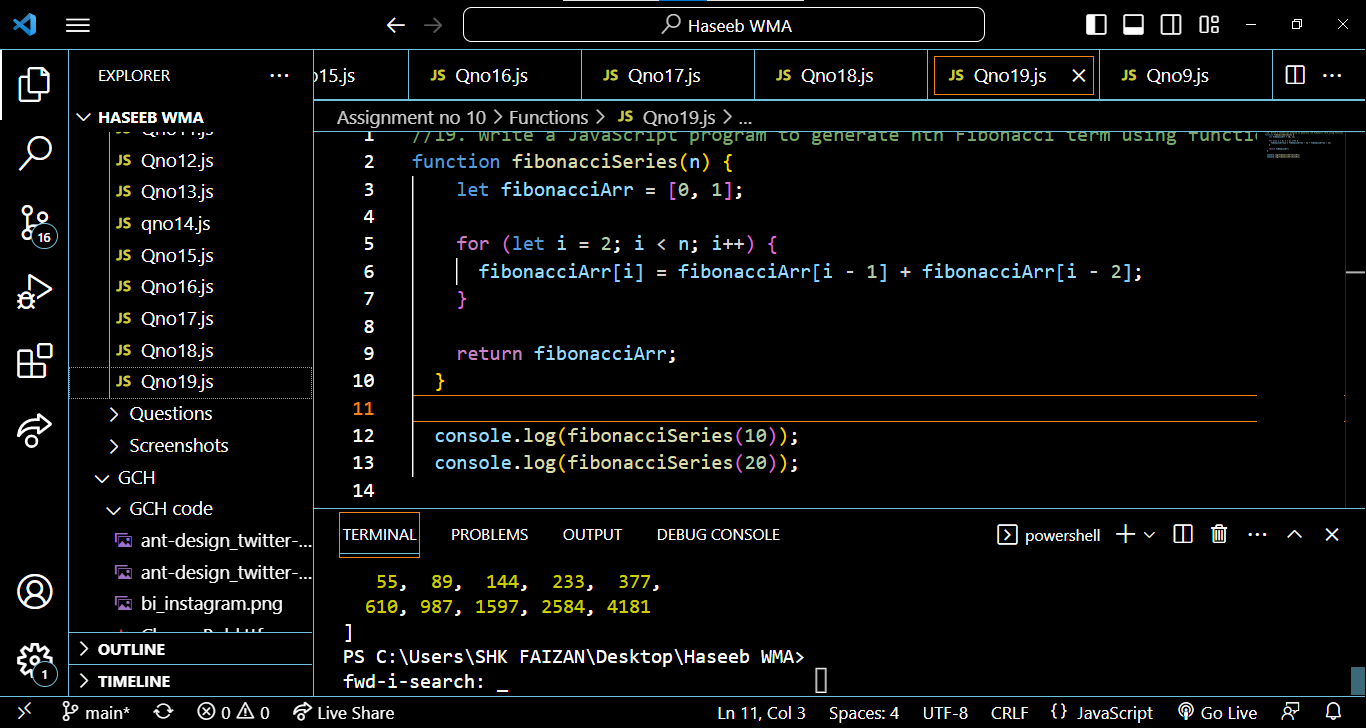 Haseeb WMA
EXPLORER
015.js
Qno16.js
Qno17.js
Qno18.js
Qno19.js
Qno9.js
HASEEB WMA
Assignment no 10 > Functions > JS Qno19.js > ...
Qno11.js
JS Qno12.js
JS Qno13.js
JS qno14.js
JS Qno15.js
JS Qno16.js
JS Qno17.js
JS Qno18.js
JS Qno19.js
Questions
Screenshots
GCH
GCH code
ant-design_twitter-...
ant-design_twitter-...
bi_instagram.png
OUTLINE
TIMELINE
1 //19. Write a JavaScript program to generate nth Fibonacci term using functi
2 function fibonacciSeries(n) {
3 let fibonacciArr = [0, 1];
4
5 for (let i = 2; i < n; i++) {
6 fibonacciArr[i] = fibonacciArr[i - 1] + fibonacciArr[i - 2];
7 }
8
9 return fibonacciArr;
10 }
11
12 console.log(fibonacciSeries(10));
13 console.log(fibonacciSeries(20));
14
TERMINAL PROBLEMS OUTPUT DEBUG CONSOLE powershell
55, 89, 144, 233, 377,
610, 987, 1597, 2584, 4181
]
PS C:\Users\SHK FAIZAN\Desktop\Haseeb WMA>
fwd-i-search: _
16
1
main* 0 0 Live Share Ln 11, Col 3 Spaces: 4 UTF-8 CRLF {} JavaScript Go Live